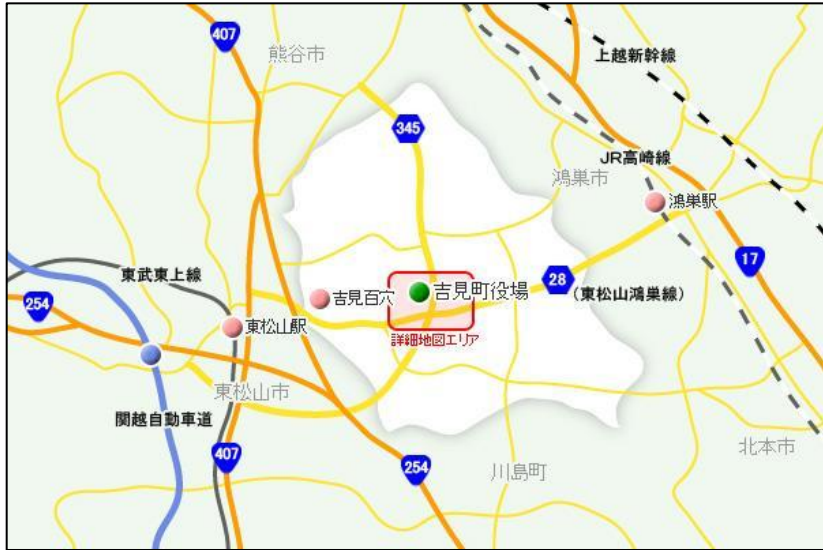 407
熊谷市
上越新幹線
345
JR高崎線
鴻巣市
鴻巣駅
17
東武東上線
28
(東松山鴻巣線)
吉見百穴
吉見町役場
254
東松山駅
詳細地図エリア
東松山市
関越自動車道
北本市
407
254
川島町